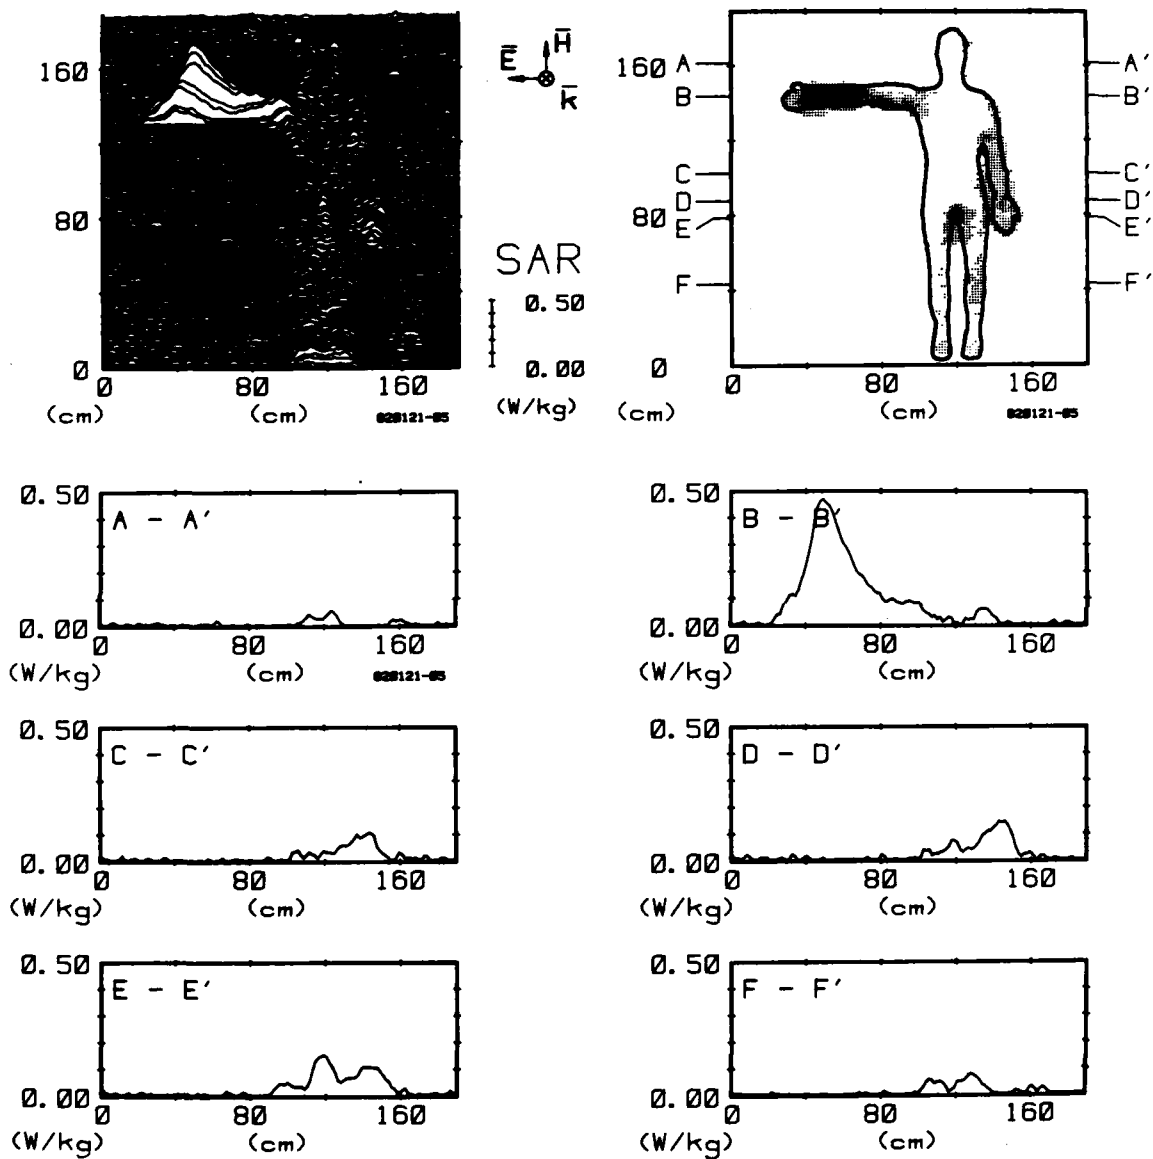 160
80
0
0 80 160
(cm) (cm) 820121-05
E̅ H̅
k̅
SAR
0.50
0.00
(W/kg)
160
80
0
A A′
B B′
C C′
D D′
E E′
F F′
0 80 160
(cm) (cm) 820121-05
0.50
A - A′
0.00
0 80 160
(W/kg) (cm) 820121-05
0.50
B - B′
0.00
0 80 160
(W/kg) (cm)
0.50
C - C′
0.00
0 80 160
(W/kg) (cm)
0.50
D - D′
0.00
0 80 160
(W/kg) (cm)
0.50
E - E′
0.00
0 80 160
(W/kg) (cm)
0.50
F - F′
0.00
0 80 160
(W/kg) (cm)